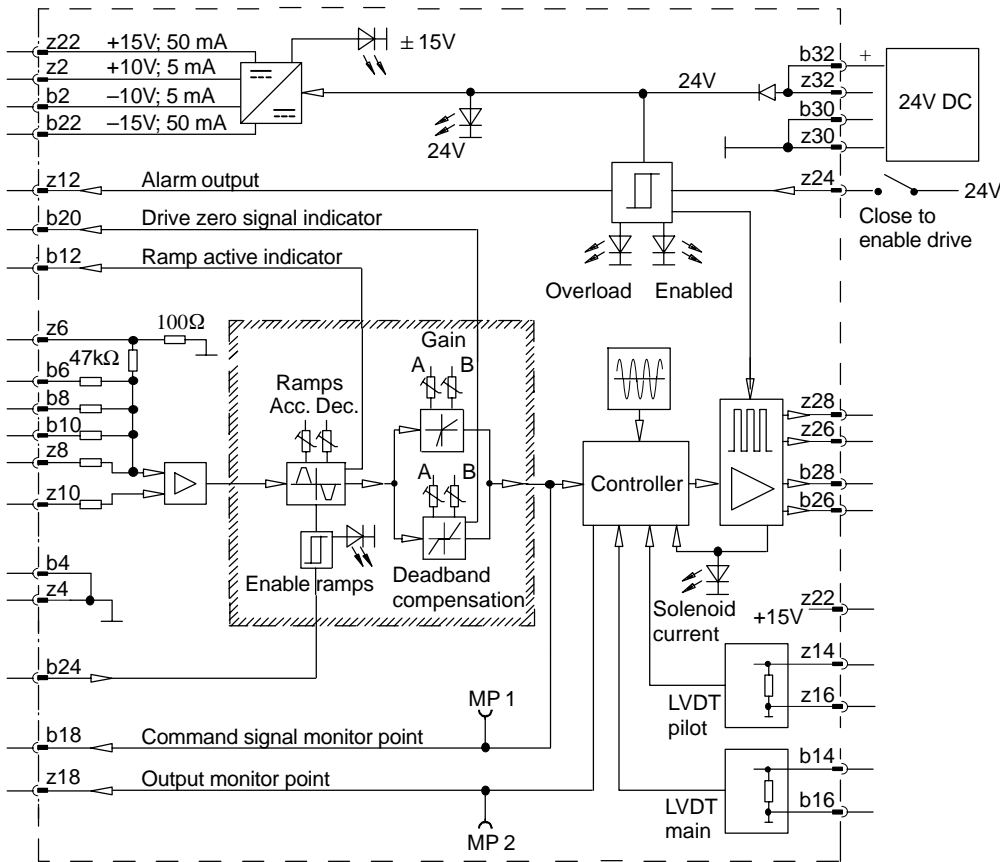 z22 +15V; 50 mA
z2 +10V; 5 mA
b2 –10V; 5 mA
b22 –15V; 50 mA
± 15V
24V
24V
b32 +
z32
b30
z30
24V DC
z12 Alarm output
z24
24V
Close to
enable drive
b20 Drive zero signal indicator
b12 Ramp active indicator
Overload
Enabled
z6
100Ω
47kΩ
b6
b8
b10
z8
z10
Gain
A B
Ramps
Acc. Dec.
A B
Enable ramps
Deadband
compensation
Controller
z28
z26
b28
b26
b4
z4
Solenoid
current
z22
+15V
b24
z14
z16
LVDT
pilot
MP 1
b18 Command signal monitor point
z18 Output monitor point
MP 2
b14
b16
LVDT
main